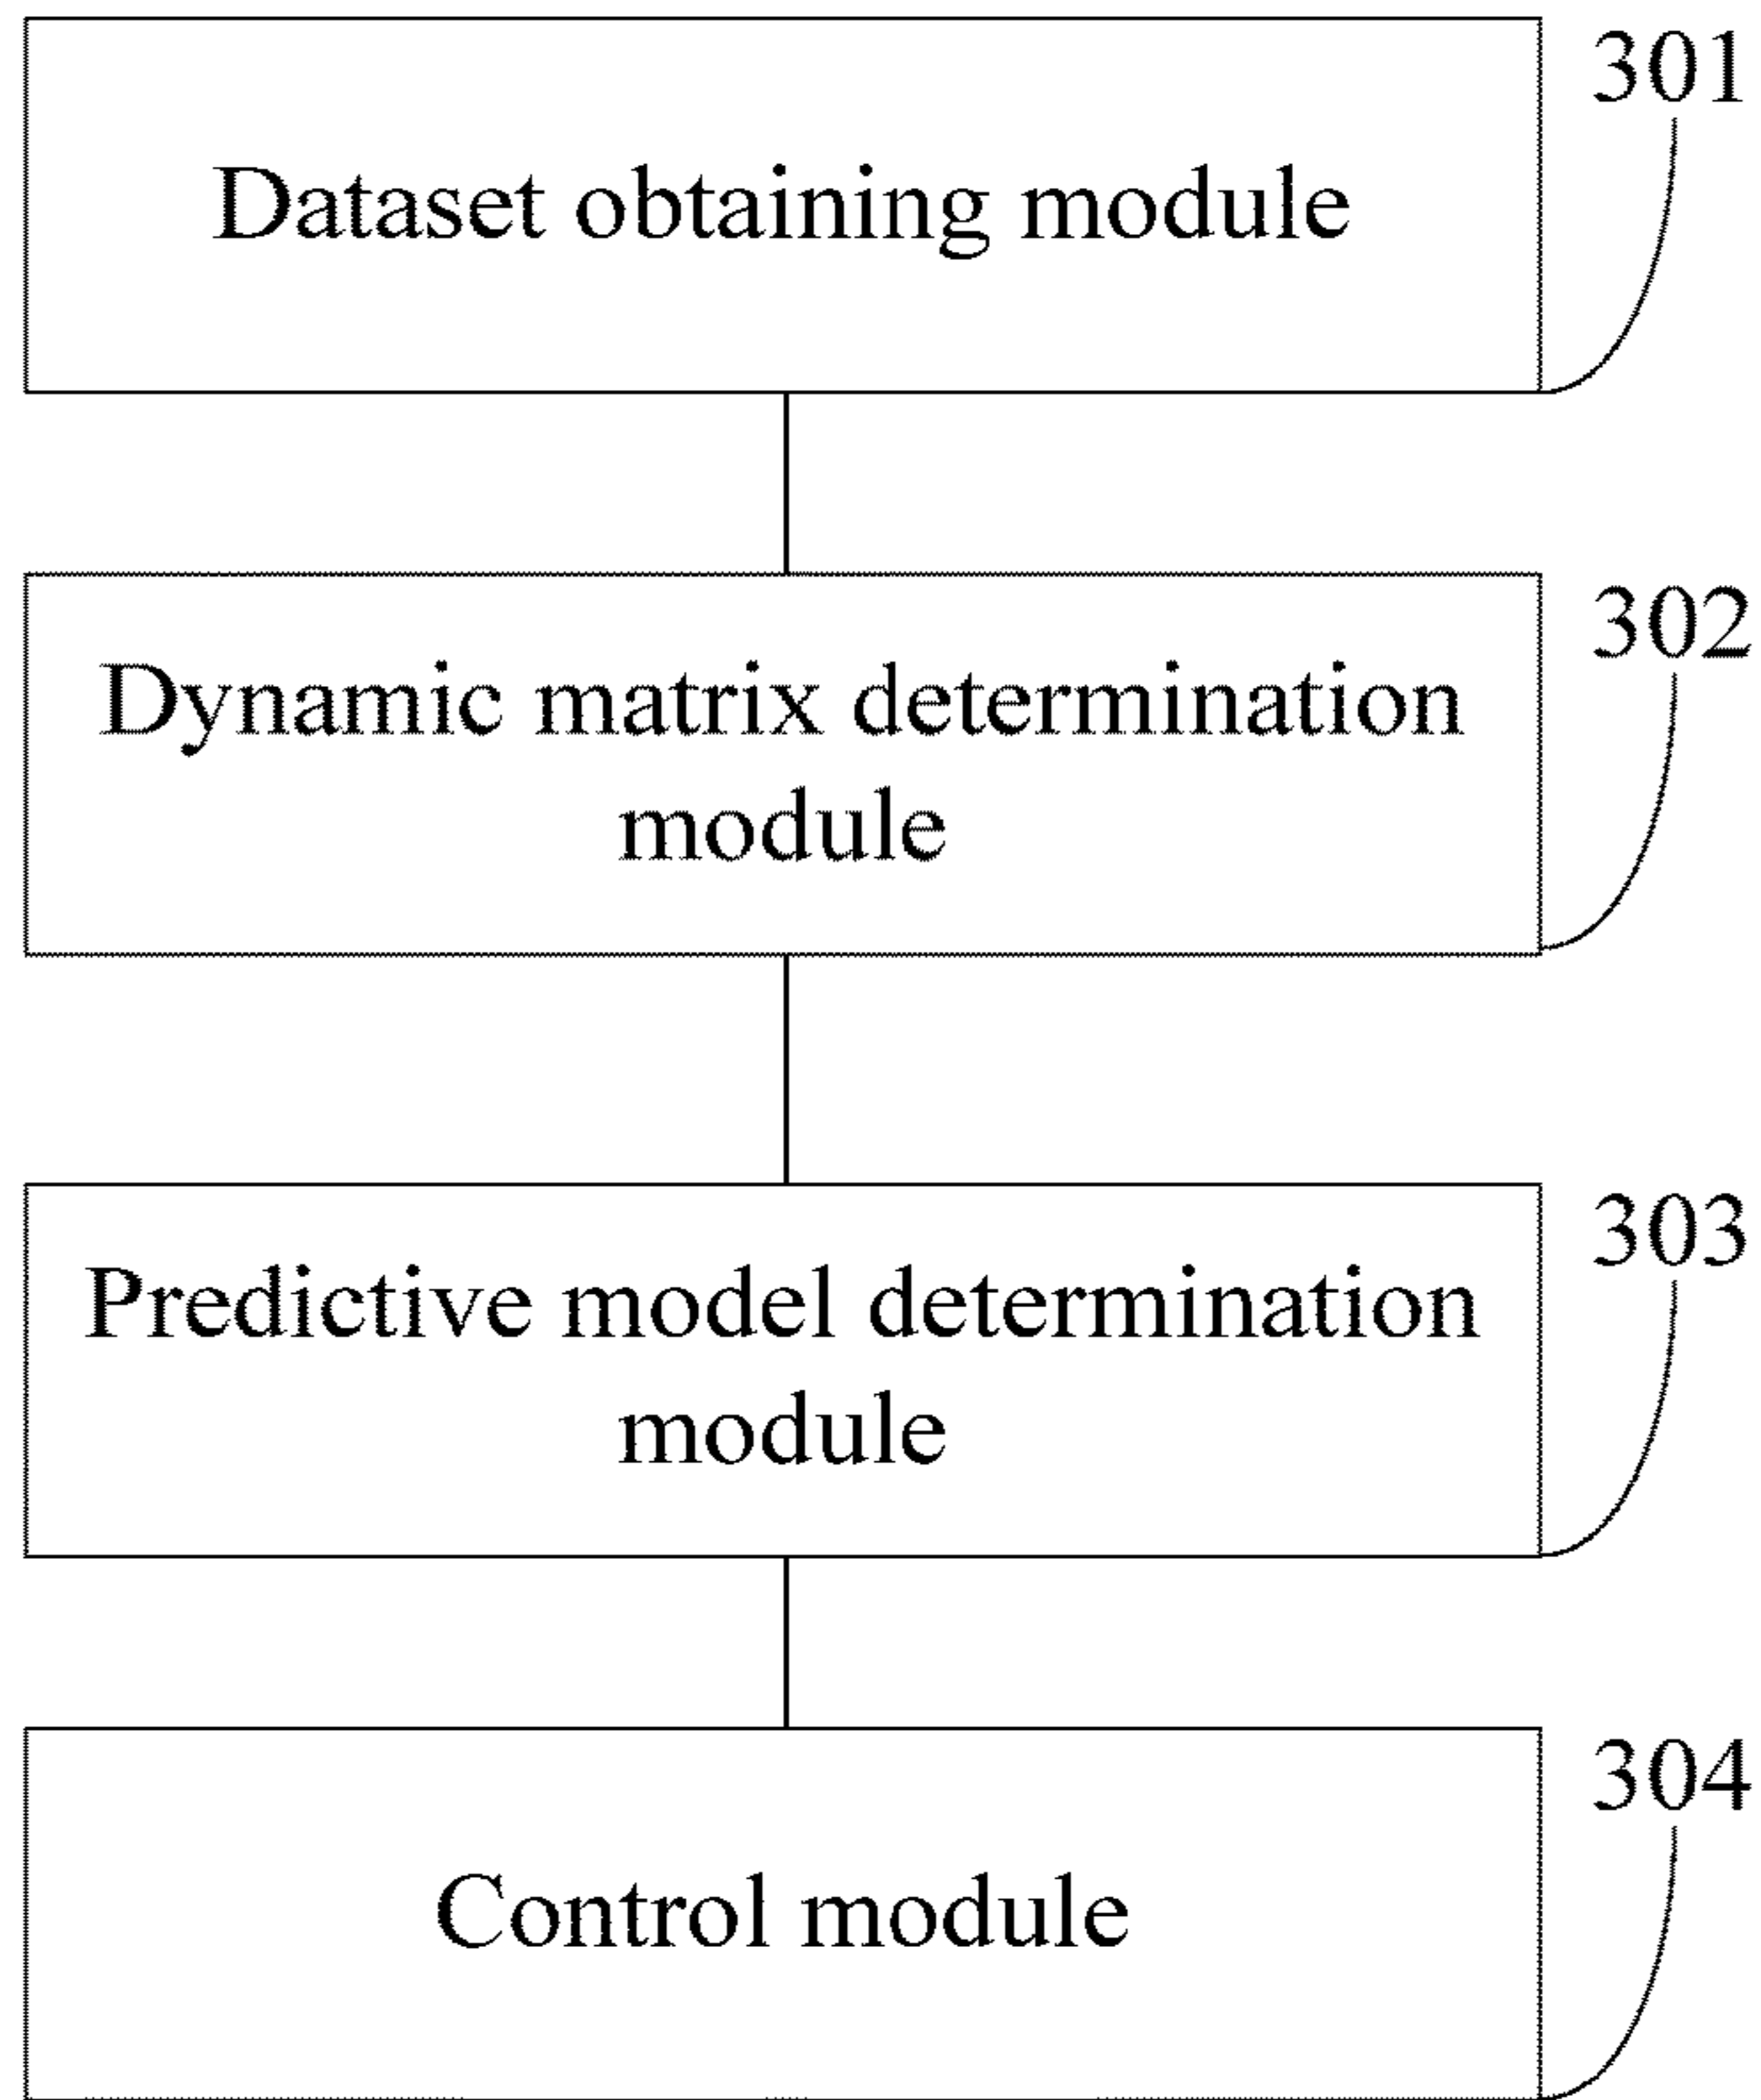 301
Dataset obtaining module
302
Dynamic matrix determination
module
303
Predictive model determination
module
304
Control module